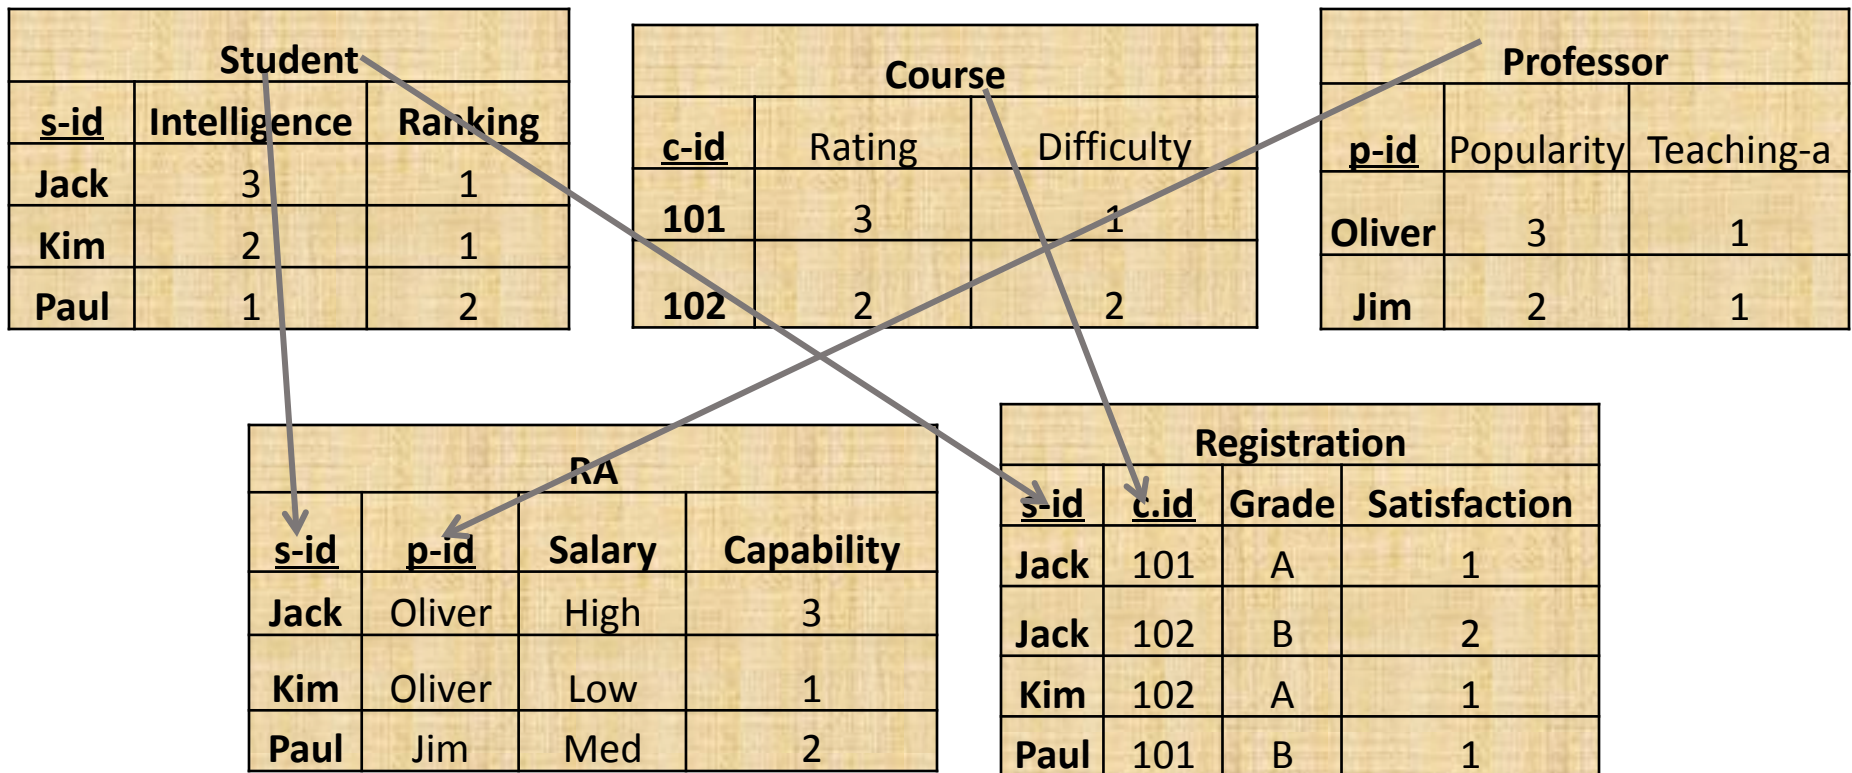 Student
s-id Intelligence Ranking
Jack 3 1
Kim 2 1
Paul 1 2
Course
c-id Rating Difficulty
101 3 1
102 2 2
Professor
p-id Popularity Teaching-a
Oliver 3 1
Jim 2 1
RA
s-id p-id Salary Capability
Jack Oliver High 3
Kim Oliver Low 1
Paul Jim Med 2
Registration
s-id c.id Grade Satisfaction
Jack 101 A 1
Jack 102 B 2
Kim 102 A 1
Paul 101 B 1